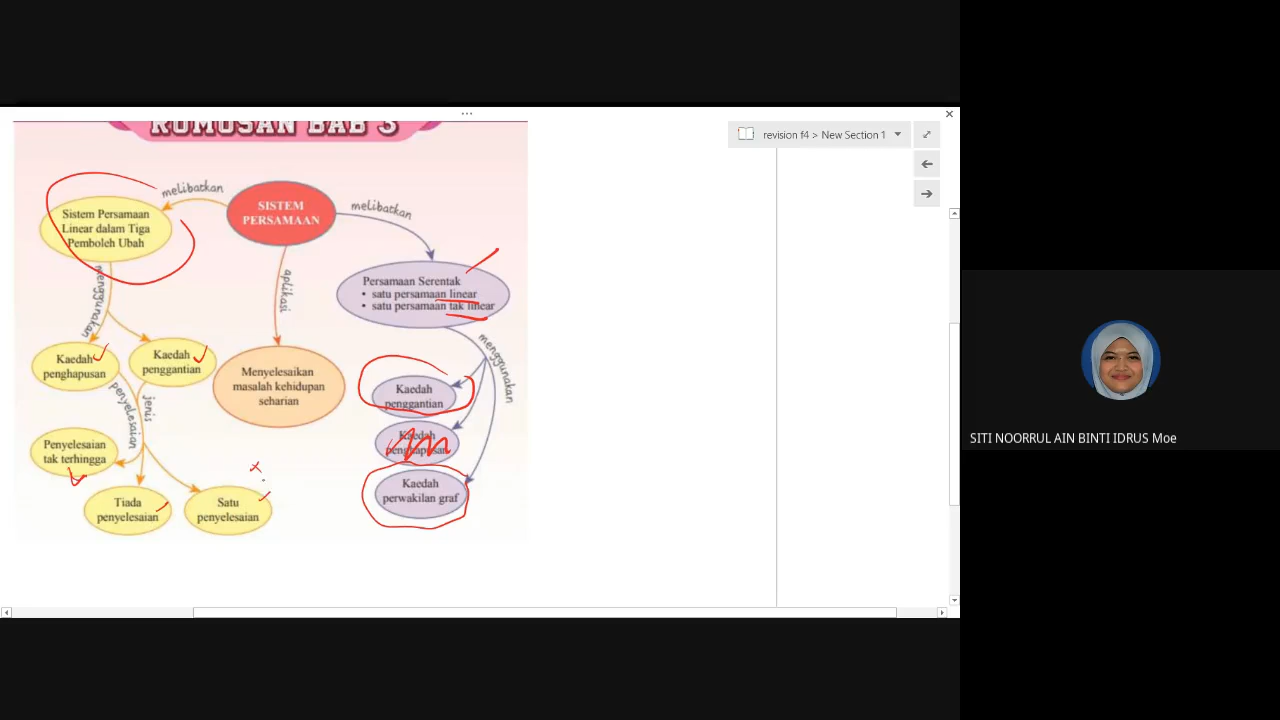 RUMUSAN BAB 3
revision f4 > New Section 1
melibatkan
SISTEM
PERSAMAAN
melibatkan
Sistem Persamaan
Linear dalam Tiga
Pemboleh Ubah
menggunakan
aplikasi
Persamaan Serentak
• satu persamaan linear
• satu persamaan tak linear
menggunakan
Kaedah
penghapusan
Kaedah
penggantian
Menyelesaikan
masalah kehidupan
seharian
Kaedah
penggantian
jenis
penyelesaian
Kaedah
penghapusan
Penyelesaian
tak terhingga
Kaedah
perwakilan graf
Tiada
penyelesaian
Satu
penyelesaian
SITI NOORRUL AIN BINTI IDRUS Moe